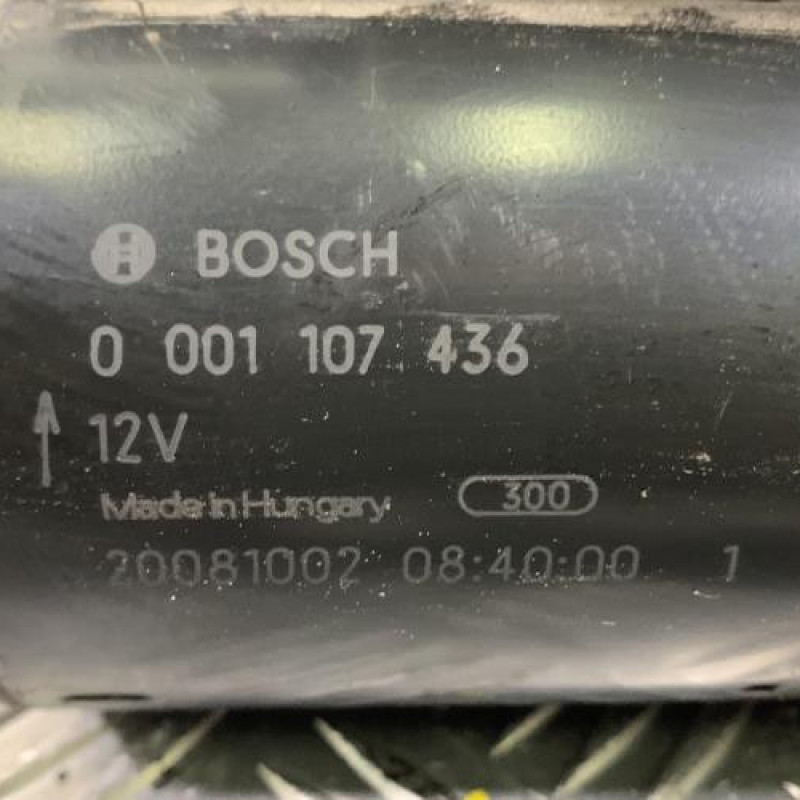 BOSCH
0 001 107 436
12V
Made in Hungary 300
20081002 08:40:00 1